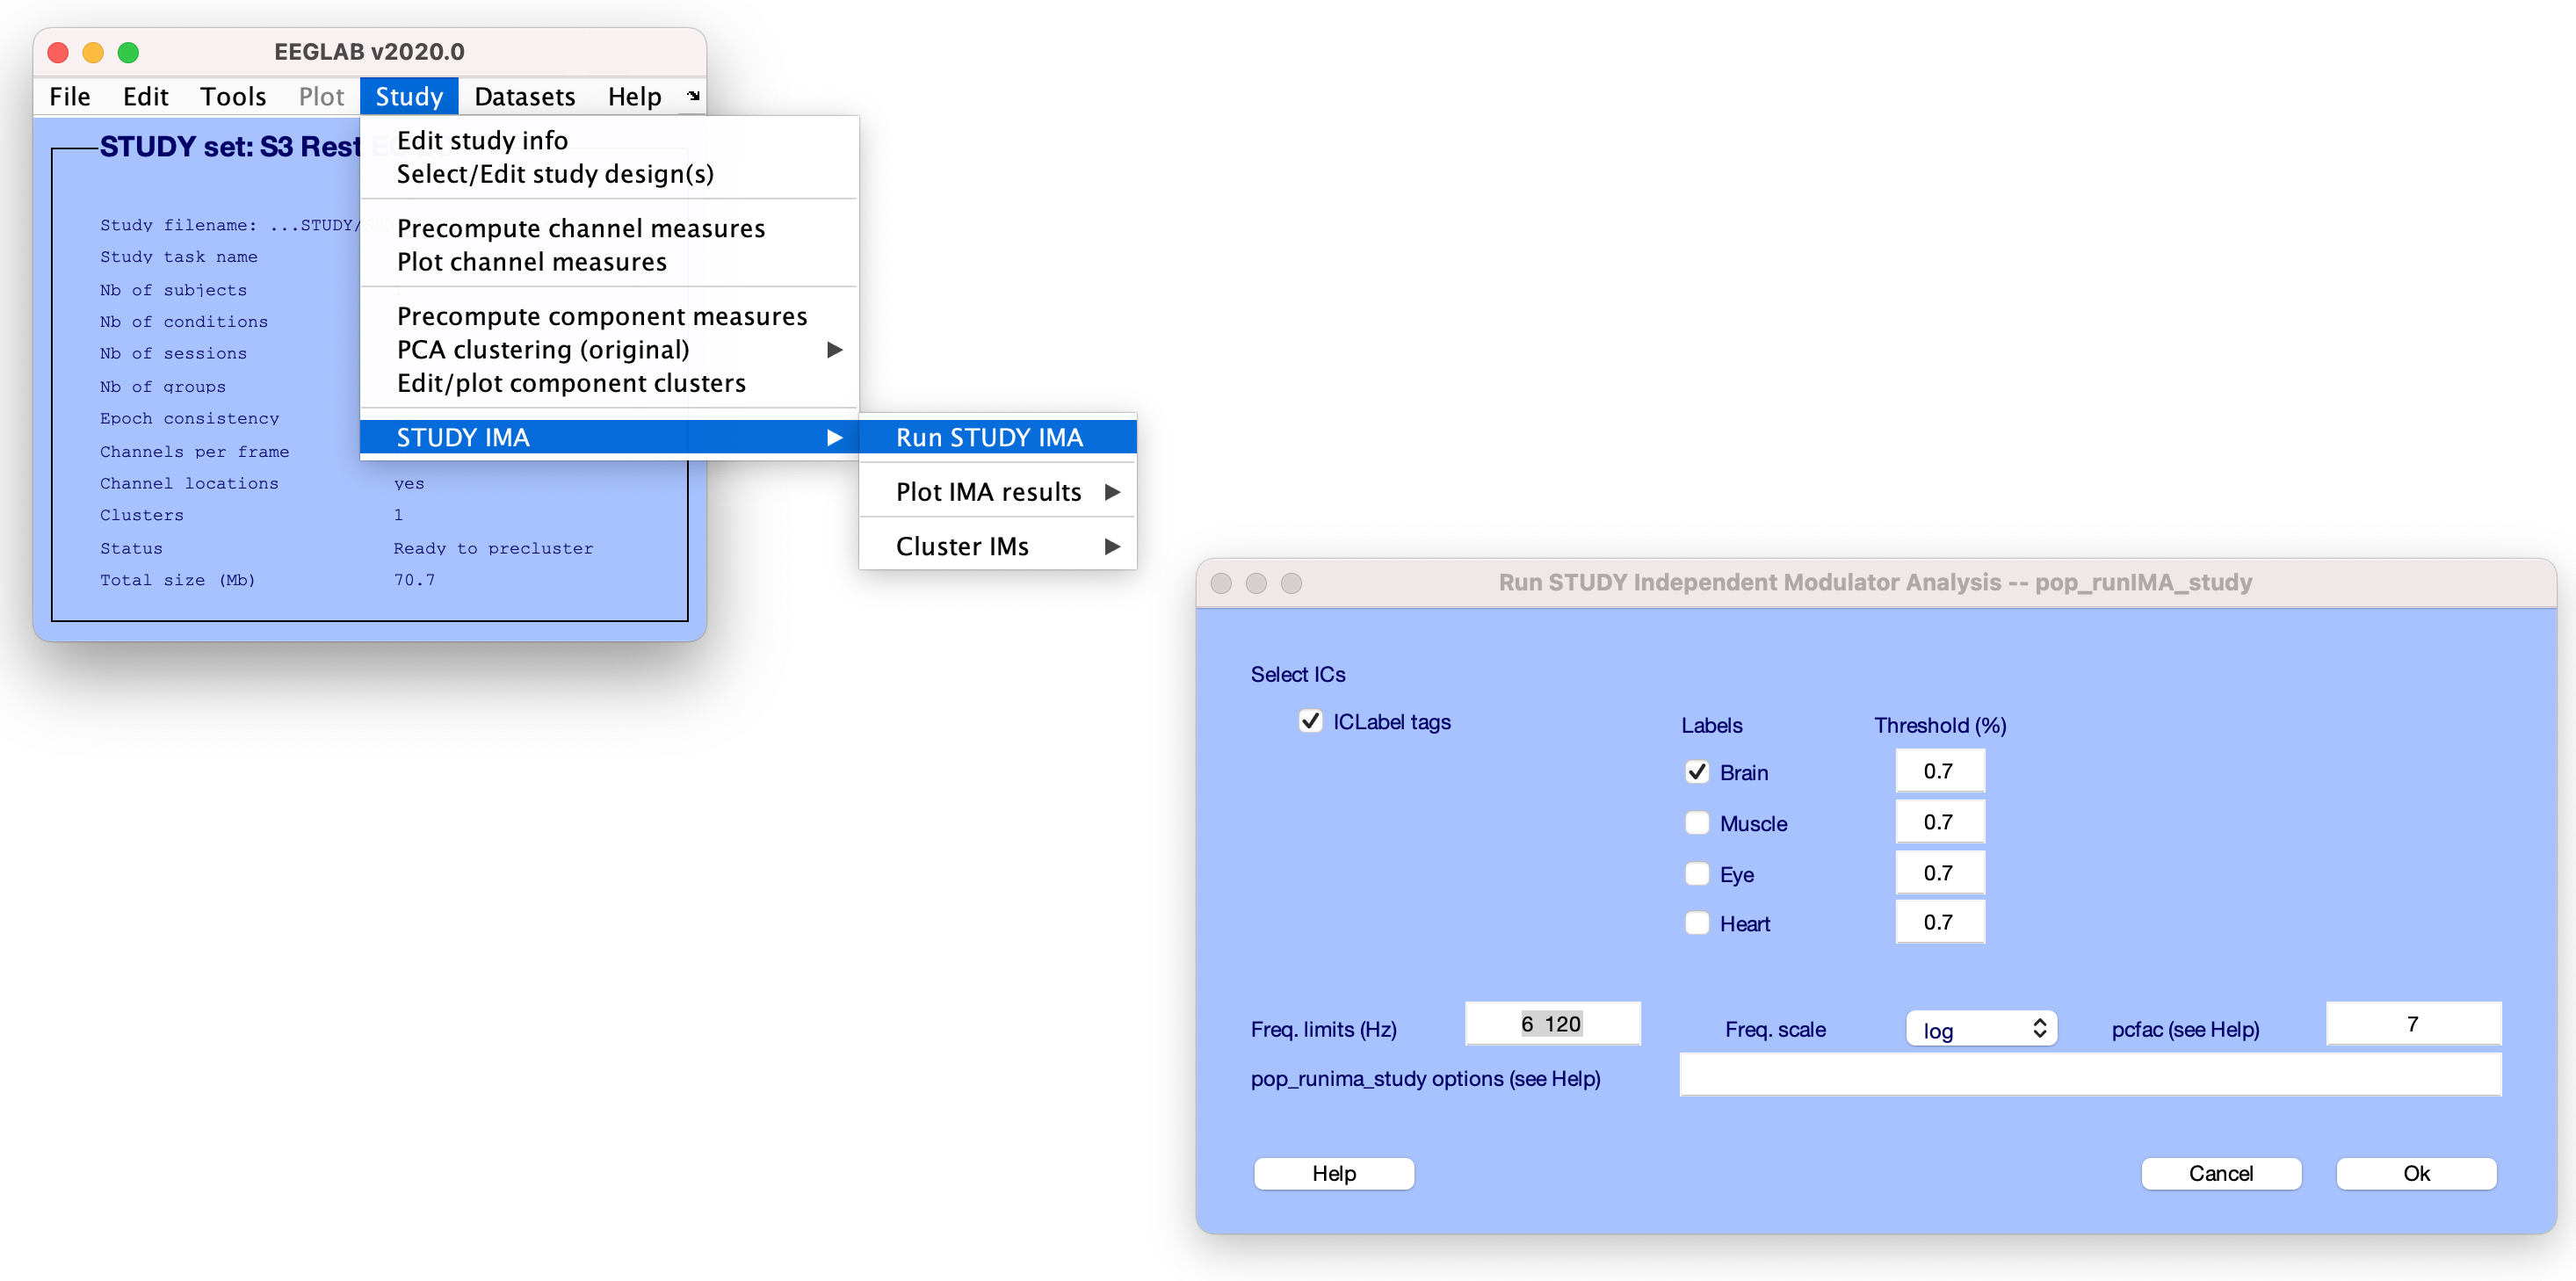 EEGLAB v2020.0
File Edit Tools Plot Study Datasets Help
STUDY set: S3 Rest
Study filename: ...STUDY/
Study task name
Nb of subjects
Nb of conditions
Nb of sessions
Nb of groups
Epoch consistency
Channels per frame
Channel locations yes
Clusters 1
Status Ready to precluster
Total size (Mb) 70.7
Edit study info
Select/Edit study design(s)
Precompute channel measures
Plot channel measures
Precompute component measures
PCA clustering (original)
Edit/plot component clusters
STUDY IMA
Run STUDY IMA
Plot IMA results
Cluster IMs
Run STUDY Independent Modulator Analysis -- pop_runIMA_study
Select ICs
ICLabel tags
Labels Threshold (%)
Brain 0.7
Muscle 0.7
Eye 0.7
Heart 0.7
Freq. limits (Hz) 6 120 Freq. scale log pcfac (see Help) 7
pop_runima_study options (see Help)
Help Cancel Ok